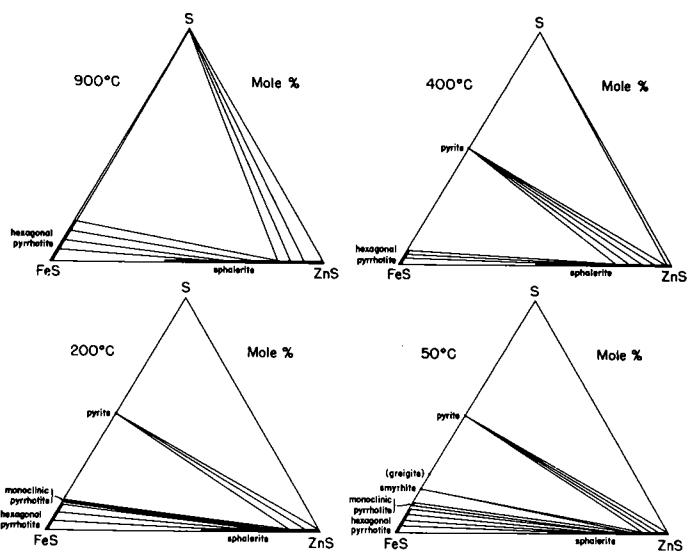 S
900°C
Mole %
hexagonal
pyrrhotite
FeS
sphalerite
ZnS
S
400°C
Mole %
pyrite
hexagonal
pyrrhotite
FeS
sphalerite
ZnS
S
200°C
Mole %
pyrite
monoclinic
pyrrhotite
hexagonal
pyrrhotite
FeS
sphalerite
ZnS
S
50°C
Mole %
pyrite
(greigite)
smyrhite
monoclinic
pyrrhotite
hexagonal
pyrrhotite
FeS
sphalerite
ZnS